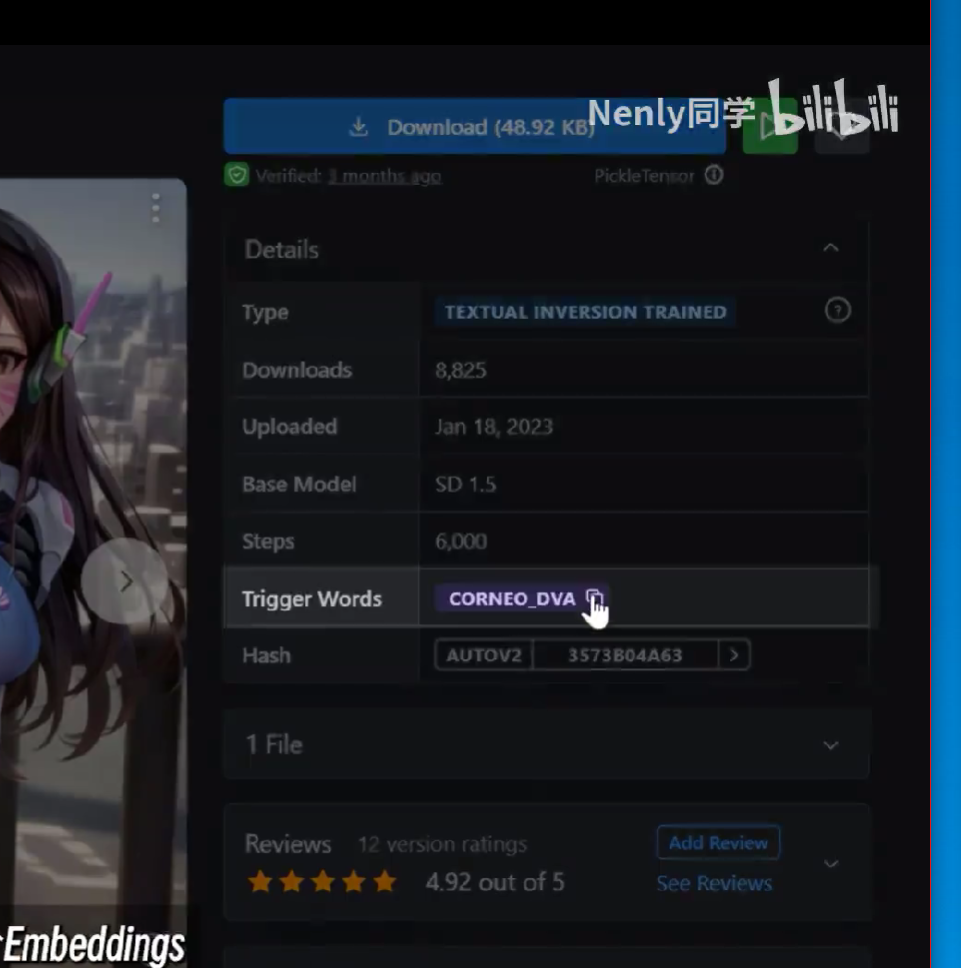 Nenly同学 bilibili
Download (48.92 KB)
Verified: 3 months ago PickleTensor
Details
Type TEXTUAL INVERSION TRAINED
Downloads 8,825
Uploaded Jan 18, 2023
Base Model SD 1.5
Steps 6,000
Trigger Words CORNEO_DVA
Hash AUTOV2 3573B04A63
1 File
Reviews 12 version ratings Add Review
4.92 out of 5 See Reviews
Embeddings